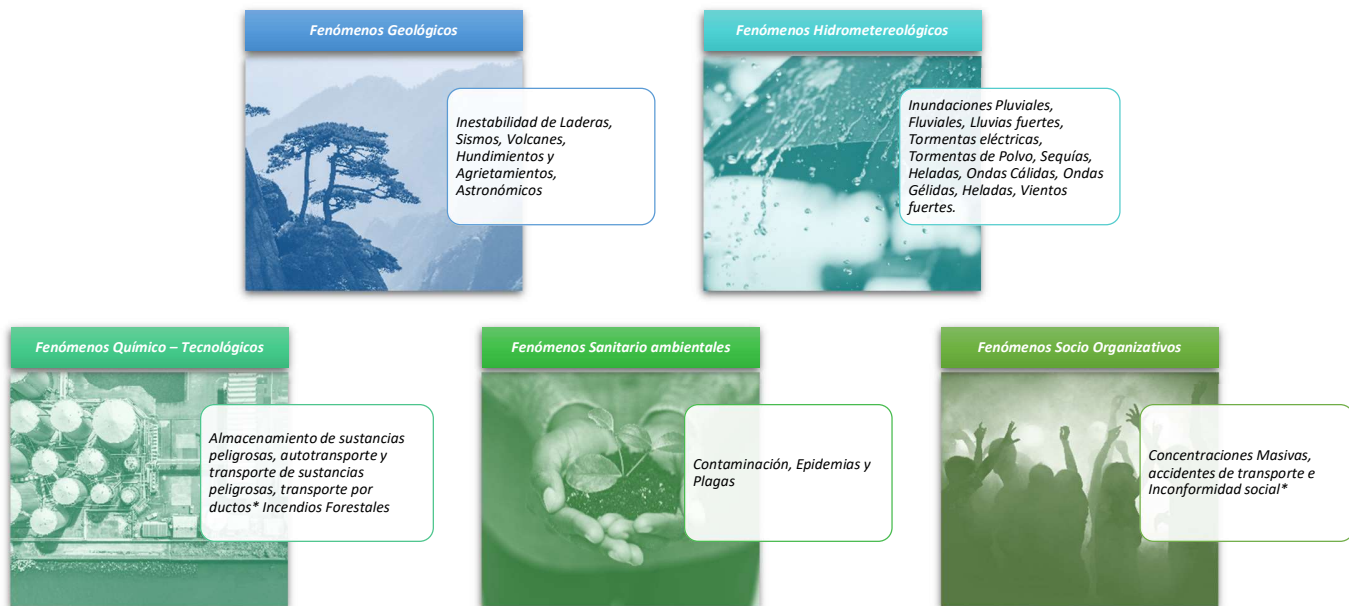 Fenómenos Geológicos
Inestabilidad de Laderas,
Sismos, Volcanes,
Hundimientos y
Agrietamientos,
Astronómicos
Fenómenos Hidrometereológicos
Inundaciones Pluviales,
Fluviales, Lluvias fuertes,
Tormentas eléctricas,
Tormentas de Polvo, Sequías,
Heladas, Ondas Cálidas, Ondas
Gélidas, Heladas, Vientos
fuertes.
Fenómenos Químico – Tecnológicos
Almacenamiento de sustancias
peligrosas, autotransporte y
transporte de sustancias
peligrosas, transporte por
ductos* Incendios Forestales
Fenómenos Sanitario ambientales
Contaminación, Epidemias y
Plagas
Fenómenos Socio Organizativos
Concentraciones Masivas,
accidentes de transporte e
Inconformidad social*